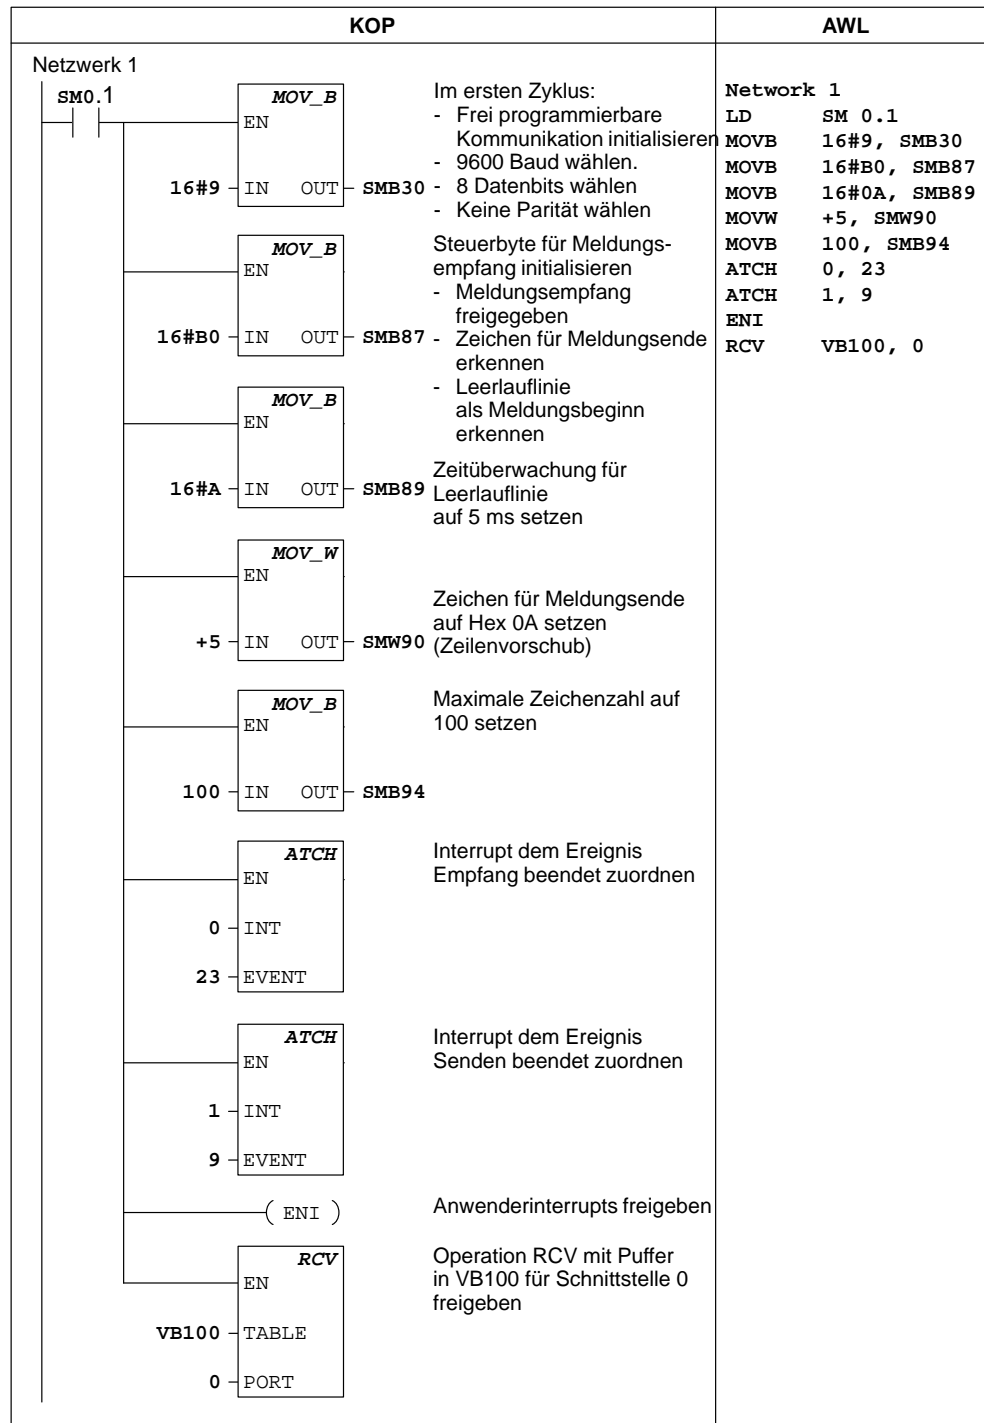 KOP
AWL
Netzwerk 1
SM0.1
MOV_B
EN
16#9 IN OUT SMB30
Im ersten Zyklus:
- Frei programmierbare
Kommunikation initialisieren
- 9600 Baud wählen.
- 8 Datenbits wählen
- Keine Parität wählen
MOV_B
EN
16#B0 IN OUT SMB87
Steuerbyte für Meldungs-
empfang initialisieren
- Meldungsempfang
freigegeben
- Zeichen für Meldungsende
erkennen
- Leerlauflinie
als Meldungsbeginn
erkennen
MOV_B
EN
16#A IN OUT SMB89
Zeitüberwachung für
Leerlauflinie
auf 5 ms setzen
MOV_W
EN
+5 IN OUT SMW90
Zeichen für Meldungsende
auf Hex 0A setzen
(Zeilenvorschub)
MOV_B
EN
100 IN OUT SMB94
Maximale Zeichenzahl auf
100 setzen
ATCH
EN
0 INT
23 EVENT
Interrupt dem Ereignis
Empfang beendet zuordnen
ATCH
EN
1 INT
9 EVENT
Interrupt dem Ereignis
Senden beendet zuordnen
( ENI )
Anwenderinterrupts freigeben
RCV
EN
VB100 TABLE
0 PORT
Operation RCV mit Puffer
in VB100 für Schnittstelle 0
freigeben
Network 1
LD SM 0.1
MOVB 16#9, SMB30
MOVB 16#B0, SMB87
MOVB 16#0A, SMB89
MOVW +5, SMW90
MOVB 100, SMB94
ATCH 0, 23
ATCH 1, 9
ENI
RCV VB100, 0